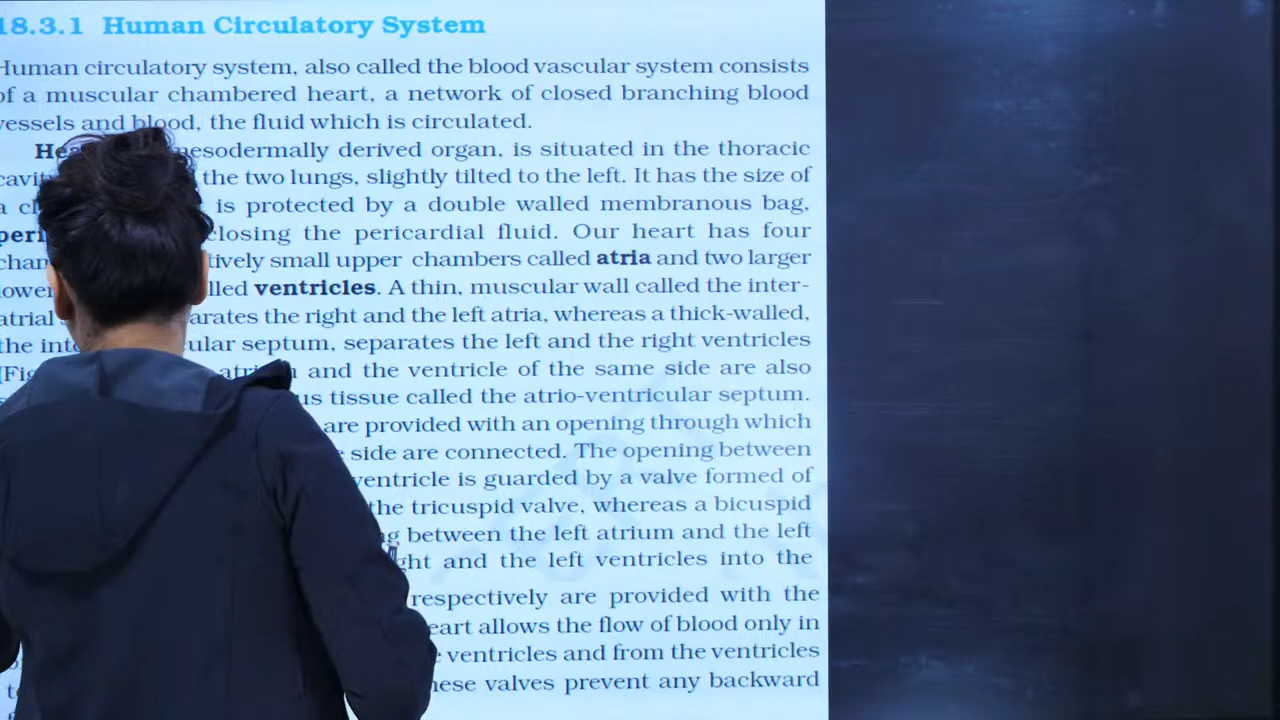 18.3.1 Human Circulatory System
Human circulatory system, also called the blood vascular system consists
of a muscular chambered heart, a network of closed branching blood
vessels and blood, the fluid which is circulated.
mesodermally derived organ, is situated in the thoracic
the two lungs, slightly tilted to the left. It has the size of
a is protected by a double walled membranous bag,
closing the pericardial fluid. Our heart has four
tively small upper chambers called atria and two larger
lower lled ventricles. A thin, muscular wall called the inter-
atrial arates the right and the left atria, whereas a thick-walled,
the ular septum, separates the left and the right ventricles
(Fig and the ventricle of the same side are also
us tissue called the atrio-ventricular septum.
are provided with an opening through which
side are connected. The opening between
ventricle is guarded by a valve formed of
the tricuspid valve, whereas a bicuspid
between the left atrium and the left
ght and the left ventricles into the
respectively are provided with the
eart allows the flow of blood only in
ventricles and from the ventricles
hese valves prevent any backward